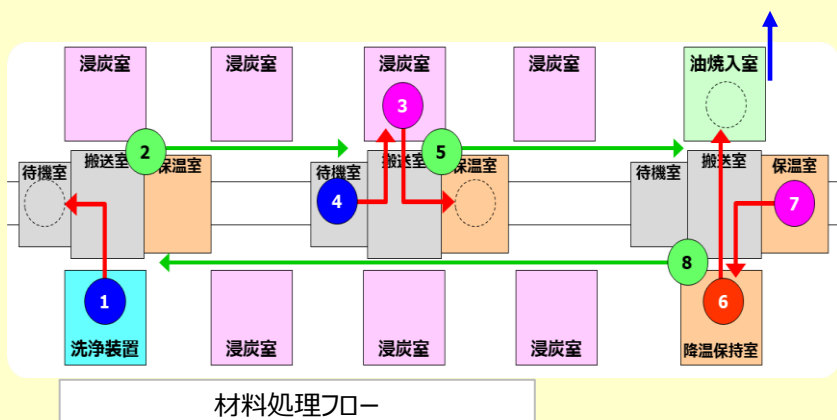 浸炭室
浸炭室
浸炭室
浸炭室
油焼入室
3
2
5
待機室
搬送室
保温室
待機室
搬送室
保温室
待機室
搬送室
保温室
4
7
8
1
6
洗浄装置
浸炭室
浸炭室
浸炭室
降温保持室
材料処理フロー